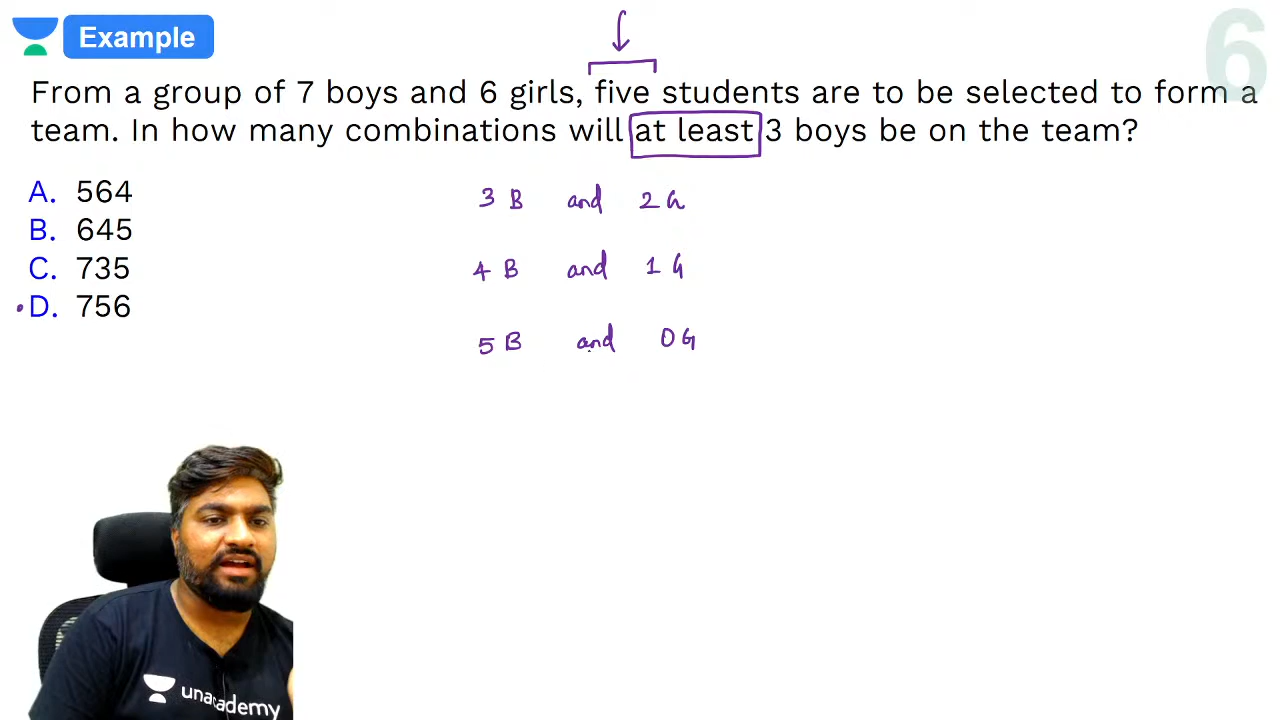 Example
6
From a group of 7 boys and 6 girls, five students are to be selected to form a
team. In how many combinations will at least 3 boys be on the team?
A. 564
B. 645
C. 735
D. 756
3 B and 2 G
4 B and 1 G
5 B and 0 G
unacademy